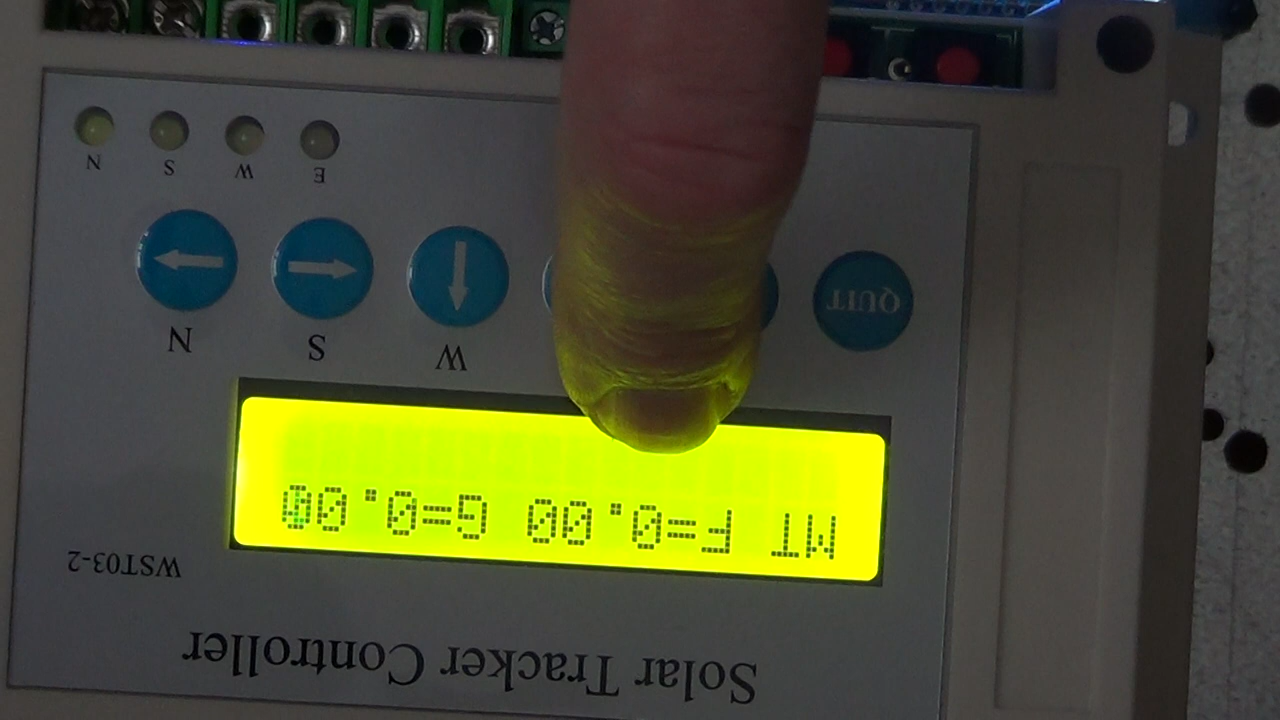 Solar Tracker Controller
WST03-2
MT F=0.00 G=0.00
W S N
QUIT
E W S N